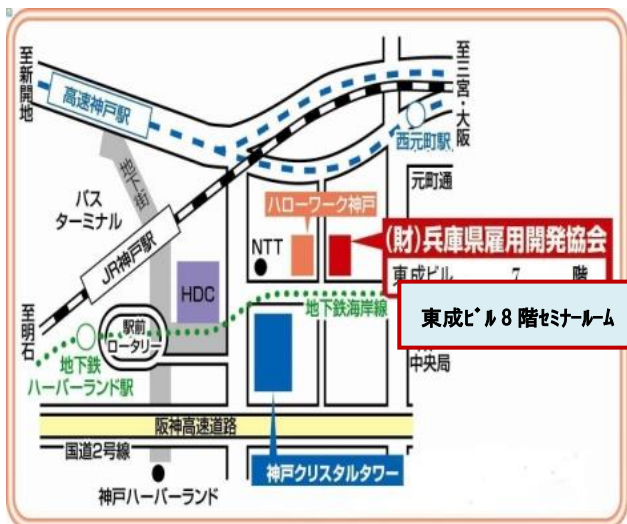 至新開地
高速神戸駅
至三宮・大阪
西元町駅
元町通
地下街
バス
ターミナル
JR神戸駅
ハローワーク神戸
NTT
(財)兵庫県雇用開発協会
東成ビル 7 階
HDC
地下鉄海岸線
東成ﾋﾞﾙ8階ｾﾐﾅｰﾙｰﾑ
至明石
駅前
ロータリー
地下鉄
ハーバーランド駅
中央局
阪神高速道路
国道2号線
神戸クリスタルタワー
神戸ハーバーランド